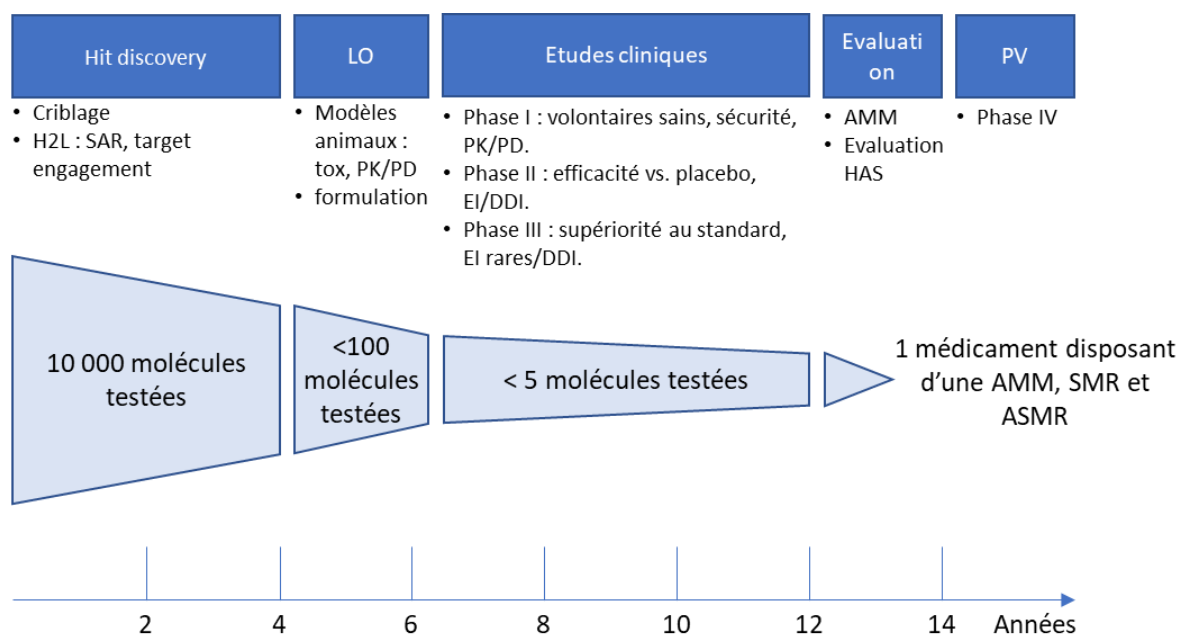 Hit discovery
LO
Etudes cliniques
Evaluati
on
PV
• Criblage
• H2L : SAR, target
engagement
• Modèles
animaux :
tox, PK/PD
• formulation
• Phase I : volontaires sains, sécurité,
PK/PD.
• Phase II : efficacité vs. placebo,
EI/DDI.
• Phase III : supériorité au standard,
EI rares/DDI.
• AMM
• Evaluation
HAS
• Phase IV
10 000 molécules
testées
<100
molécules
testées
< 5 molécules testées
1 médicament disposant
d’une AMM, SMR et
ASMR
2
4
6
8
10
12
14
Années